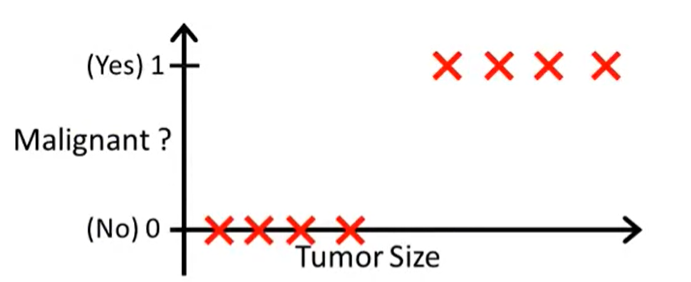 (Yes) 1
Malignant ?
(No) 0
Tumor Size